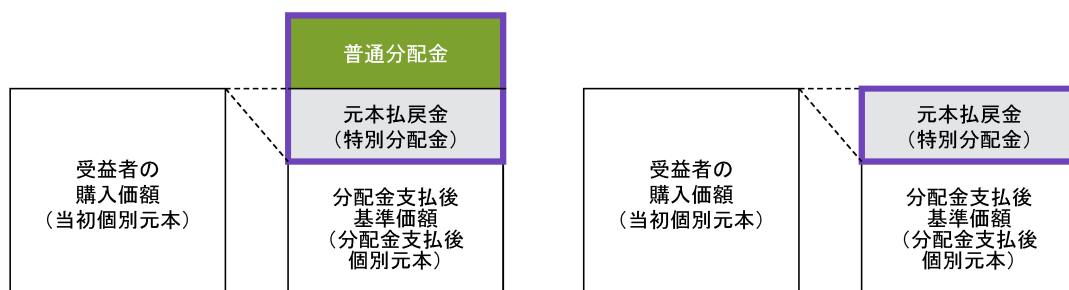 普通分配金
元本払戻金
（特別分配金）
受益者の
購入価額
（当初個別元本）
分配金支払後
基準価額
（分配金支払後
個別元本）
元本払戻金
（特別分配金）
受益者の
購入価額
（当初個別元本）
分配金支払後
基準価額
（分配金支払後
個別元本）